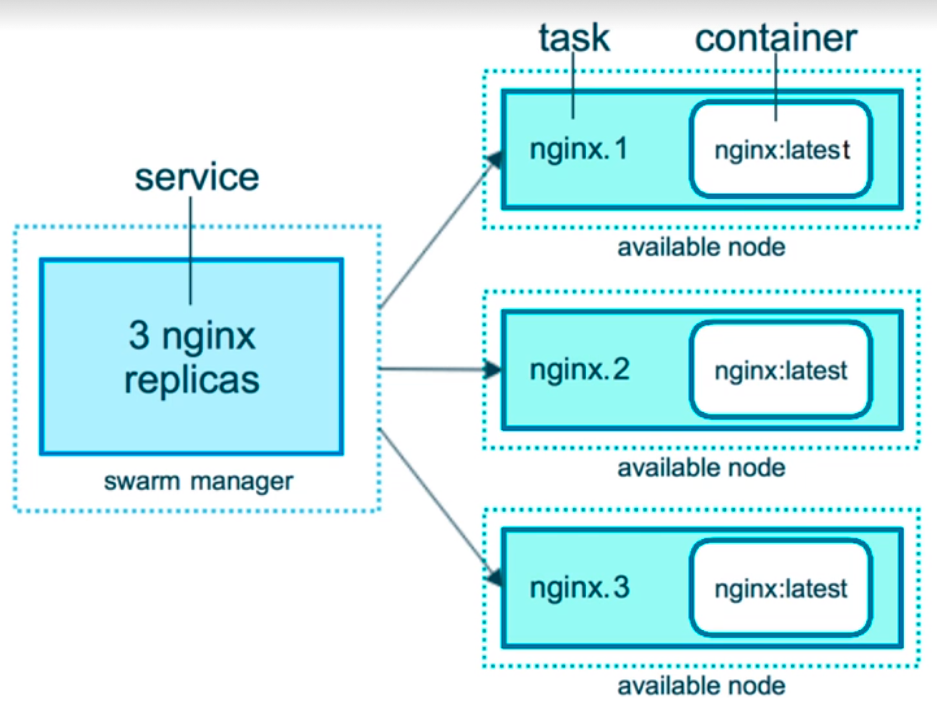 task
container
nginx.1
nginx:latest
available node
service
3 nginx
replicas
swarm manager
nginx.2
nginx:latest
available node
nginx.3
nginx:latest
available node